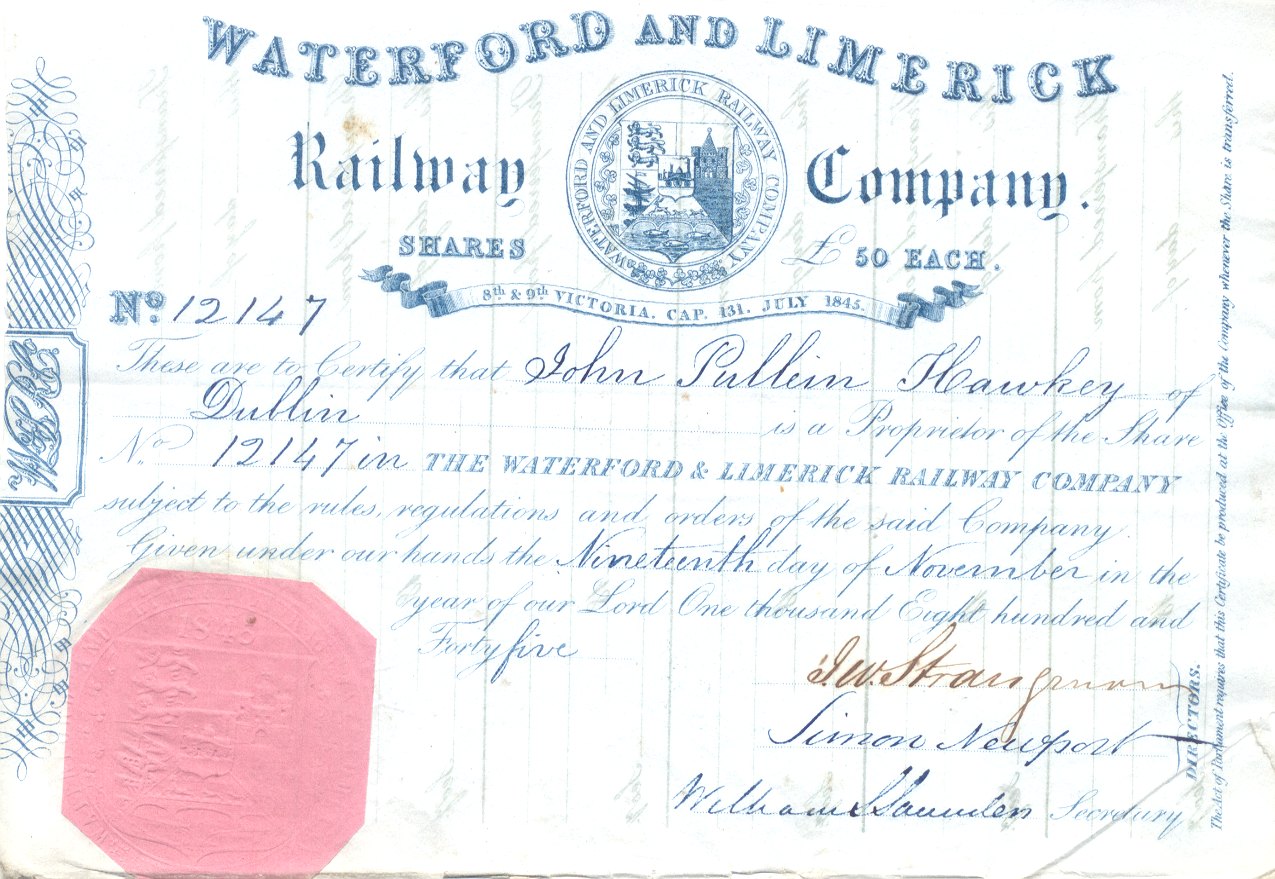 WATERFORD AND LIMERICK
Railway Company.
WATERFORD AND LIMERICK RAILWAY COMPANY
SHARES £ 50 EACH.
8th & 9th VICTORIA. CAP. 131. JULY 1845.
No. 12147
These are to Certify that John Pullein Hawkey of
Dublin is a Proprietor of the Share
No. 12147 in THE WATERFORD & LIMERICK RAILWAY COMPANY
subject to the rules, regulations and orders of the said Company.
Given under our hands the Nineteenth day of November in the
year of our Lord One thousand Eight hundred and
Forty five
J.W. Strangman
Simon Newport
DIRECTORS.
William Saunders Secretary
The Act of Parliament requires that this Certificate be produced at the Office of the Company whenever the Share is transferred.